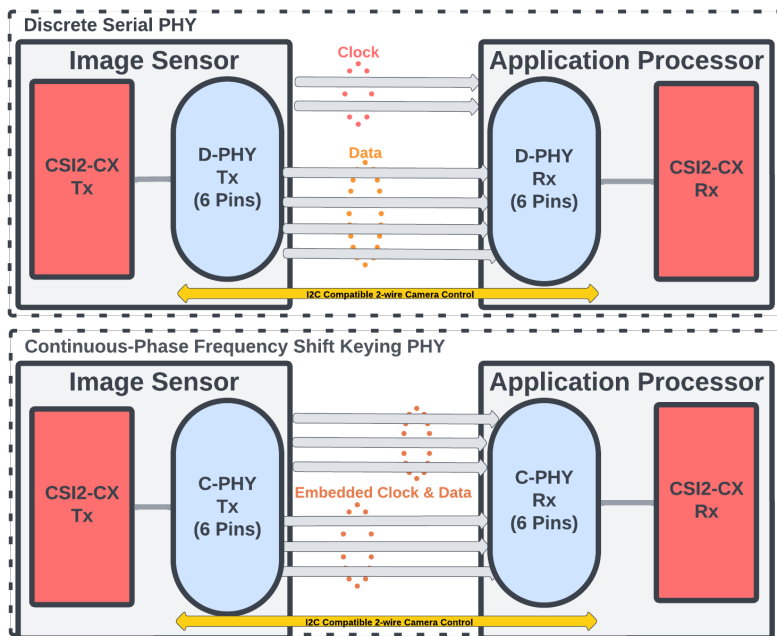 Discrete Serial PHY
Image Sensor
Application Processor
Clock
CSI2-CX
Tx
D-PHY
Tx
(6 Pins)
Data
D-PHY
Rx
(6 Pins)
CSI2-CX
Rx
I2C Compatible 2-wire Camera Control
Continuous-Phase Frequency Shift Keying PHY
Image Sensor
Application Processor
CSI2-CX
Tx
C-PHY
Tx
(6 Pins)
Embedded Clock & Data
C-PHY
Rx
(6 Pins)
CSI2-CX
Rx
I2C Compatible 2-wire Camera Control